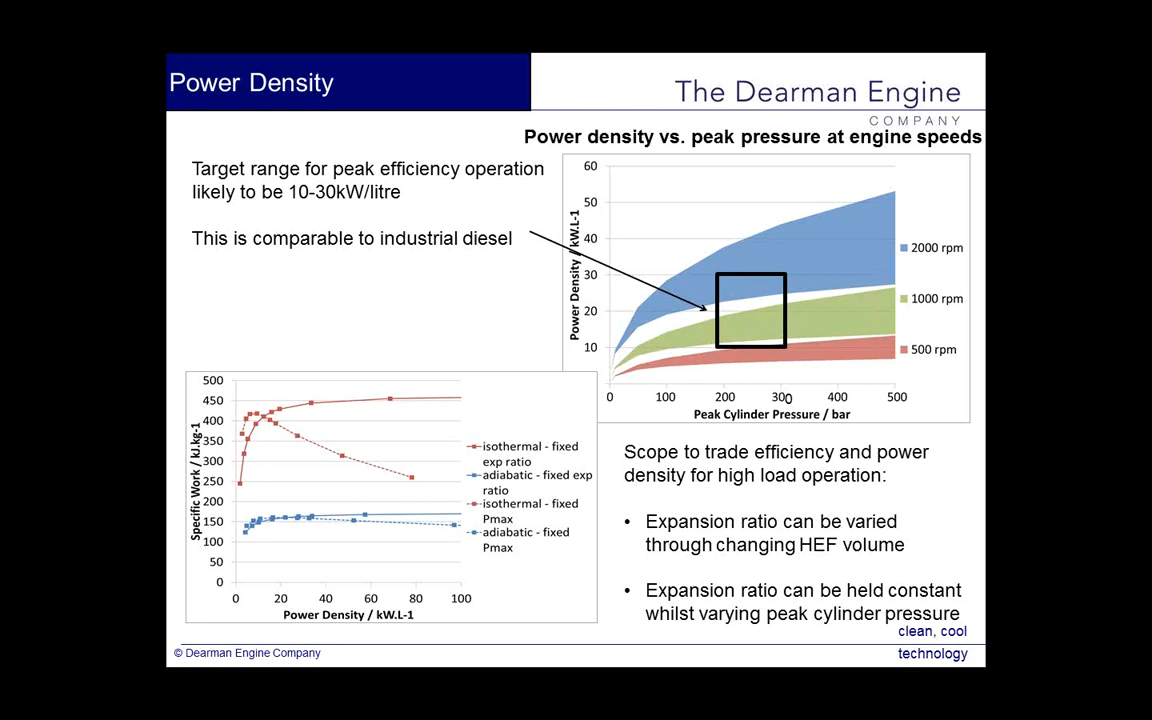 Power Density
The Dearman Engine
COMPANY
Power density vs. peak pressure at engine speeds
Target range for peak efficiency operation
likely to be 10-30kW/litre
This is comparable to industrial diesel
60
50
40
30
20
10
Power Density / kW.L-1
0
100
200
300
400
500
Peak Cylinder Pressure / bar
2000 rpm
1000 rpm
500 rpm
500
450
400
350
300
250
200
150
100
50
0
Specific Work / kJ.kg-1
0
20
40
60
80
100
Power Density / kW.L-1
isothermal - fixed
exp ratio
adiabatic - fixed exp
ratio
isothermal - fixed
Pmax
adiabatic - fixed
Pmax
Scope to trade efficiency and power
density for high load operation:
• Expansion ratio can be varied
through changing HEF volume
• Expansion ratio can be held constant
whilst varying peak cylinder pressure
clean, cool
technology
© Dearman Engine Company